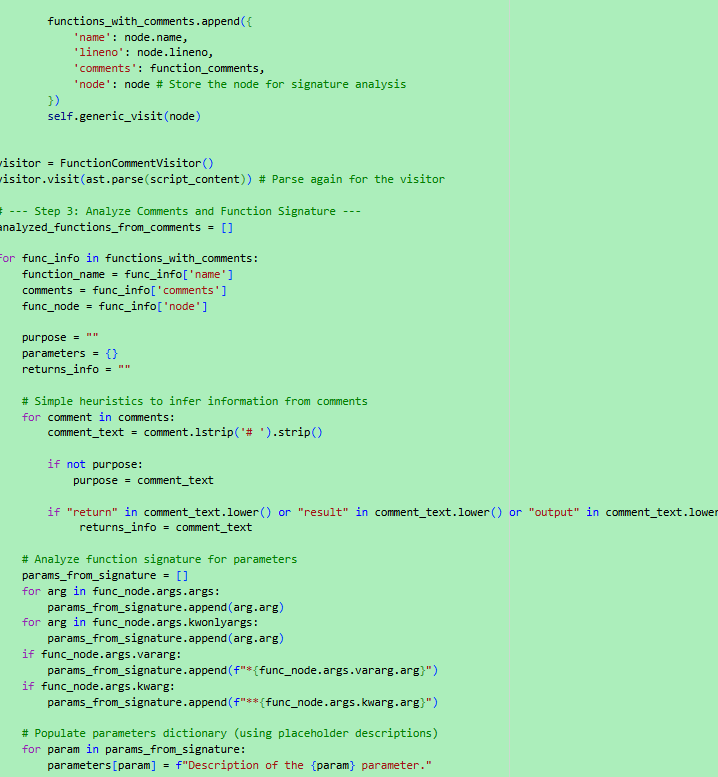 functions_with_comments.append({
            'name': node.name,
            'lineno': node.lineno,
            'comments': function_comments,
            'node': node # Store the node for signature analysis
        })
        self.generic_visit(node)
visitor = FunctionCommentVisitor()
visitor.visit(ast.parse(script_content)) # Parse again for the visitor
# --- Step 3: Analyze Comments and Function Signature ---
analyzed_functions_from_comments = []
for func_info in functions_with_comments:
    function_name = func_info['name']
    comments = func_info['comments']
    func_node = func_info['node']
    purpose = ""
    parameters = {}
    returns_info = ""
    # Simple heuristics to infer information from comments
    for comment in comments:
        comment_text = comment.lstrip('# ').strip()
        if not purpose:
            purpose = comment_text
        if "return" in comment_text.lower() or "result" in comment_text.lower() or "output" in comment_text.lower
             returns_info = comment_text
    # Analyze function signature for parameters
    params_from_signature = []
    for arg in func_node.args.args:
        params_from_signature.append(arg.arg)
    for arg in func_node.args.kwonlyargs:
        params_from_signature.append(arg.arg)
    if func_node.args.vararg:
        params_from_signature.append(f"*{func_node.args.vararg.arg}")
    if func_node.args.kwarg:
        params_from_signature.append(f"**{func_node.args.kwarg.arg}")
    # Populate parameters dictionary (using placeholder descriptions)
    for param in params_from_signature:
        parameters[param] = f"Description of the {param} parameter."